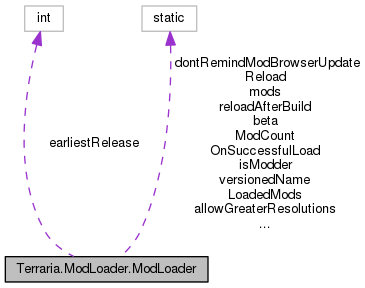 int
static
dontRemindModBrowserUpdate
Reload
mods
reloadAfterBuild
beta
ModCount
OnSuccessfulLoad
isModder
versionedName
LoadedMods
allowGreaterResolutions
...
earliestRelease
Terraria.ModLoader.ModLoader